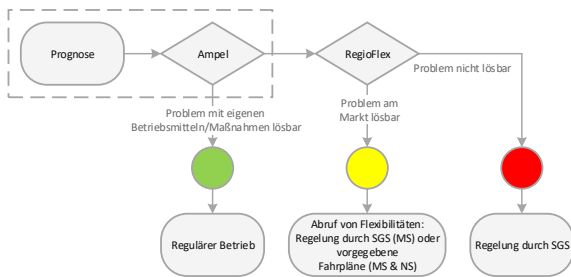 Prognose
Ampel
RegioFlex
Problem nicht lösbar
Problem mit eigenen
Betriebsmitteln/Maßnahmen lösbar
Problem am
Markt lösbar
Regulärer Betrieb
Abruf von Flexibilitäten:
Regelung durch SGS (MS) oder
vorgegebene
Fahrpläne (MS & NS)
Regelung durch SGS